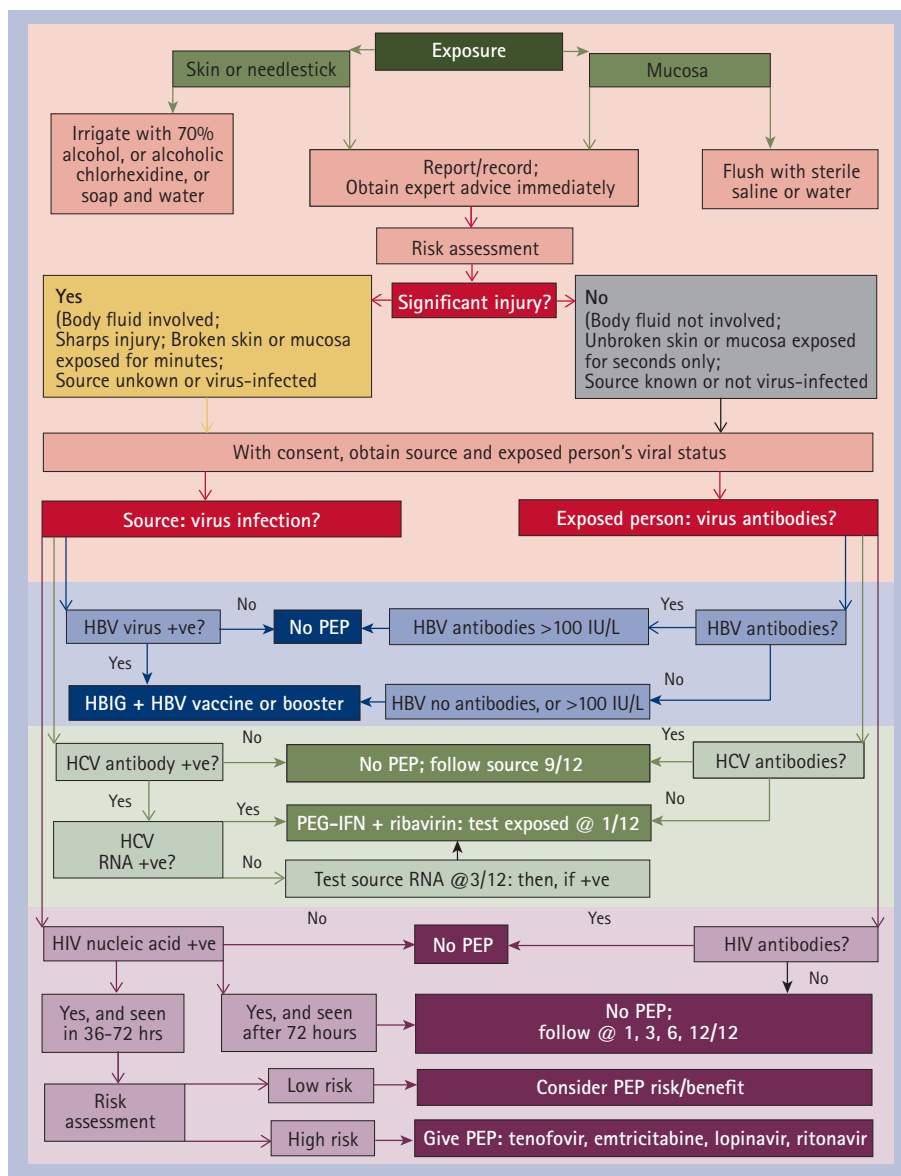 Exposure
Skin or needlestick
Mucosa
Irrigate with 70%
alcohol, or alcoholic
chlorhexidine, or
soap and water
Report/record;
Obtain expert advice immediately
Flush with sterile
saline or water
Risk assessment
Yes
(Body fluid involved;
Sharps injury; Broken skin or mucosa
exposed for minutes;
Source unkown or virus-infected
Significant injury?
No
(Body fluid not involved;
Unbroken skin or mucosa exposed
for seconds only;
Source known or not virus-infected
With consent, obtain source and exposed person's viral status
Source: virus infection?
Exposed person: virus antibodies?
HBV virus +ve?
No
No PEP
HBV antibodies >100 IU/L
Yes
HBV antibodies?
Yes
No
HBIG + HBV vaccine or booster
HBV no antibodies, or >100 IU/L
HCV antibody +ve?
No
No PEP; follow source 9/12
Yes
HCV antibodies?
Yes
Yes
No
HCV
RNA +ve?
PEG-IFN + ribavirin: test exposed @ 1/12
No
Test source RNA @3/12: then, if +ve
HIV nucleic acid +ve
No
No PEP
Yes
HIV antibodies?
No
Yes, and seen
in 36-72 hrs
Yes, and seen
after 72 hours
No PEP;
follow @ 1, 3, 6, 12/12
Risk
assessment
Low risk
Consider PEP risk/benefit
High risk
Give PEP: tenofovir, emtricitabine, lopinavir, ritonavir